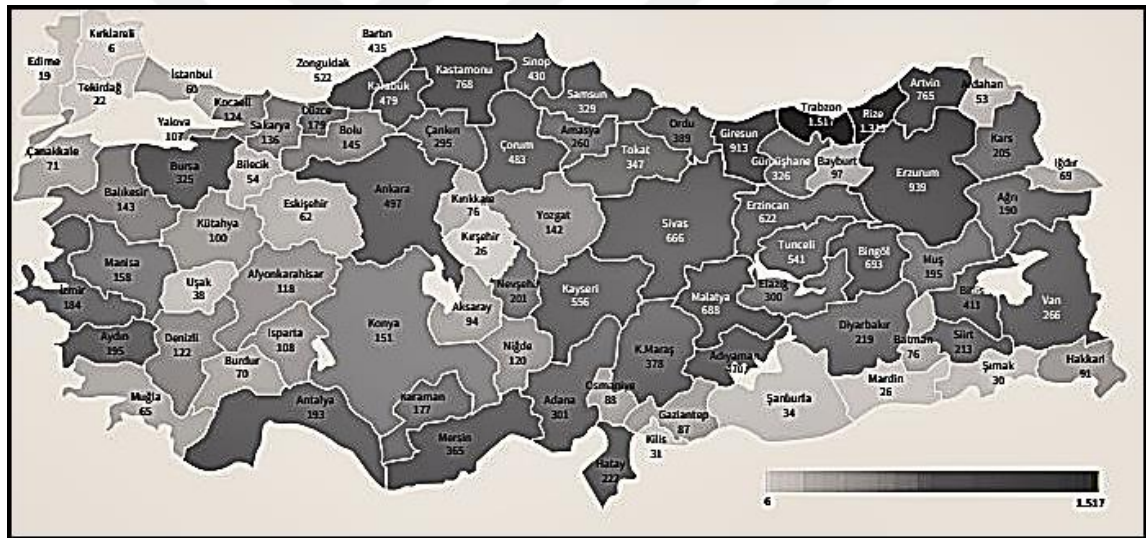 Kırklareli
6
Edirne
19
Tekirdağ
22
İstanbul
60
Kocaeli
124
Yalova
107
Sakarya
136
Düzce
179
Zonguldak
522
Bartın
435
Karabük
479
Kastamonu
768
Sinop
430
Samsun
329
Bolu
145
Çankırı
295
Çorum
483
Amasya
260
Tokat
347
Ordu
389
Giresun
913
Trabzon
1.517
Rize
Artvin
765
Ardahan
53
Kars
205
Iğdır
69
Gümüşhane
326
Bayburt
97
Erzurum
939
Ağrı
190
Çanakkale
71
Balıkesir
143
Bursa
325
Bilecik
54
Eskişehir
62
Kütahya
100
Ankara
497
Kırıkkale
76
Kırşehir
26
Yozgat
142
Sivas
666
Erzincan
622
Tunceli
541
Bingöl
693
Muş
195
Manisa
158
İzmir
184
Uşak
38
Afyonkarahisar
118
Aksaray
94
Nevşehir
201
Kayseri
556
Malatya
688
Elazığ
300
Bitlis
411
Van
266
Aydın
195
Denizli
122
Isparta
108
Burdur
70
Konya
151
Niğde
120
K.Maraş
378
Adıyaman
470
Diyarbakır
219
Batman
76
Siirt
213
Şırnak
30
Hakkari
91
Muğla
65
Antalya
193
Karaman
177
Mersin
365
Adana
301
Osmaniye
88
Gaziantep
87
Kilis
31
Şanlıurfa
34
Mardin
26
Hatay
227
6
1.517